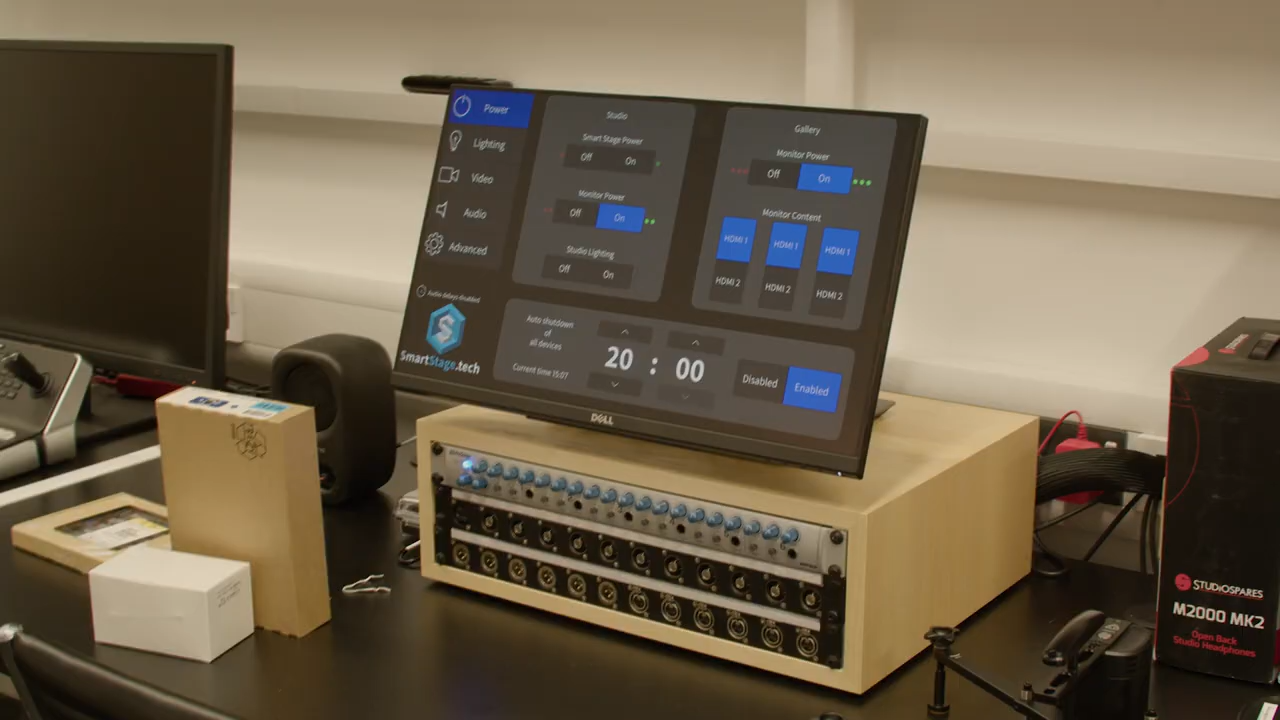 Power
Lighting
Video
Audio
Advanced
Audio delays disabled
SmartStage.tech
Studio
Smart Stage Power
Off On
Monitor Power
Off On
Studio Lighting
Off On
Gallery
Monitor Power
Off On
Monitor Content
HDMI 1 HDMI 1 HDMI 1
HDMI 2 HDMI 2 HDMI 2
Auto shutdown
of
all devices
Current time 15:07
20 : 00
Disabled Enabled
DELL
STUDIOSPARES
M2000 MK2
Open Back
Studio Headphones